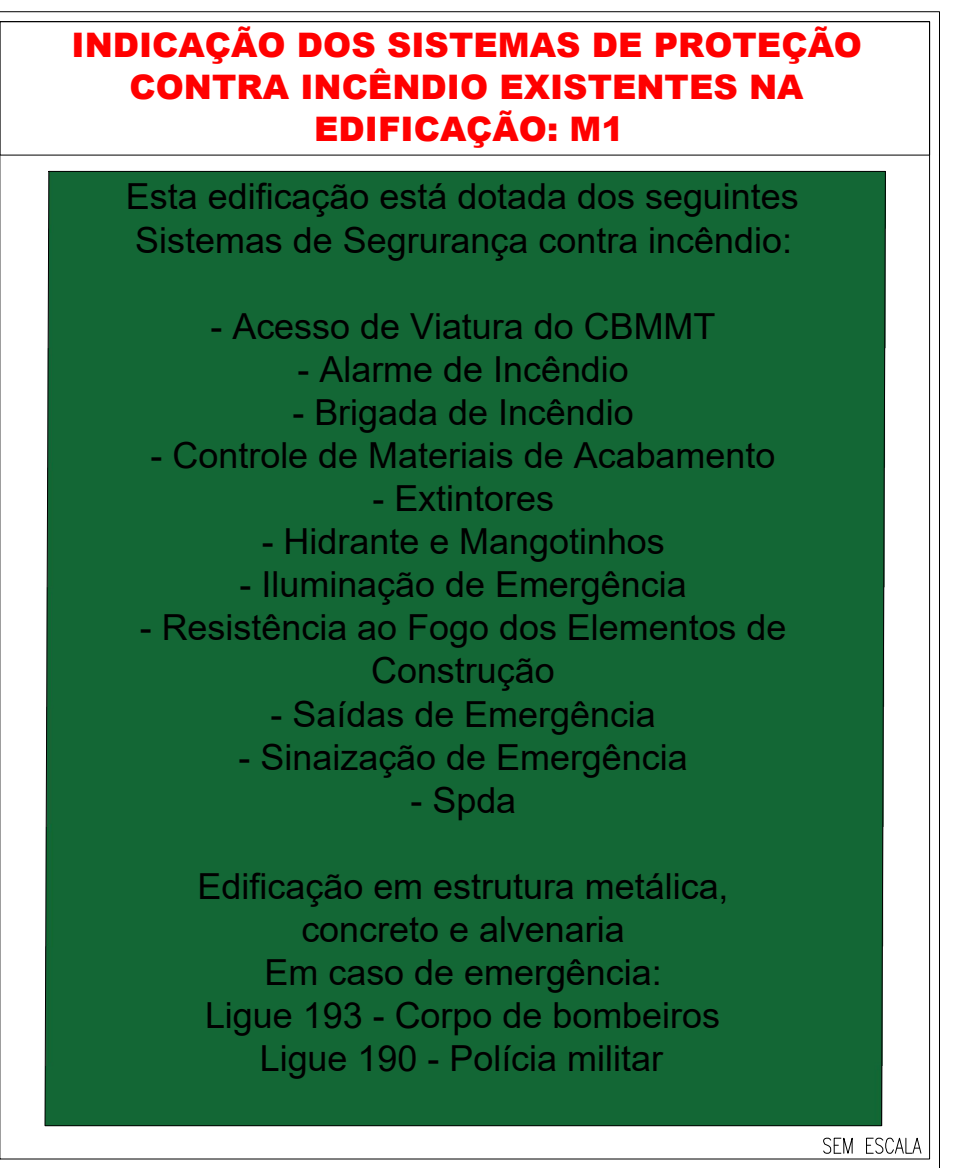 INDICAÇÃO DOS SISTEMAS DE PROTEÇÃO
CONTRA INCÊNDIO EXISTENTES NA
EDIFICAÇÃO: M1
Esta edificação está dotada dos seguintes
Sistemas de Segrurança contra incêndio:
- Acesso de Viatura do CBMMT
- Alarme de Incêndio
- Brigada de Incêndio
- Controle de Materiais de Acabamento
- Extintores
- Hidrante e Mangotinhos
- Iluminação de Emergência
- Resistência ao Fogo dos Elementos de
Construção
- Saídas de Emergência
- Sinaização de Emergência
- Spda
Edificação em estrutura metálica,
concreto e alvenaria
Em caso de emergência:
Ligue 193 - Corpo de bombeiros
Ligue 190 - Polícia militar
SEM ESCALA